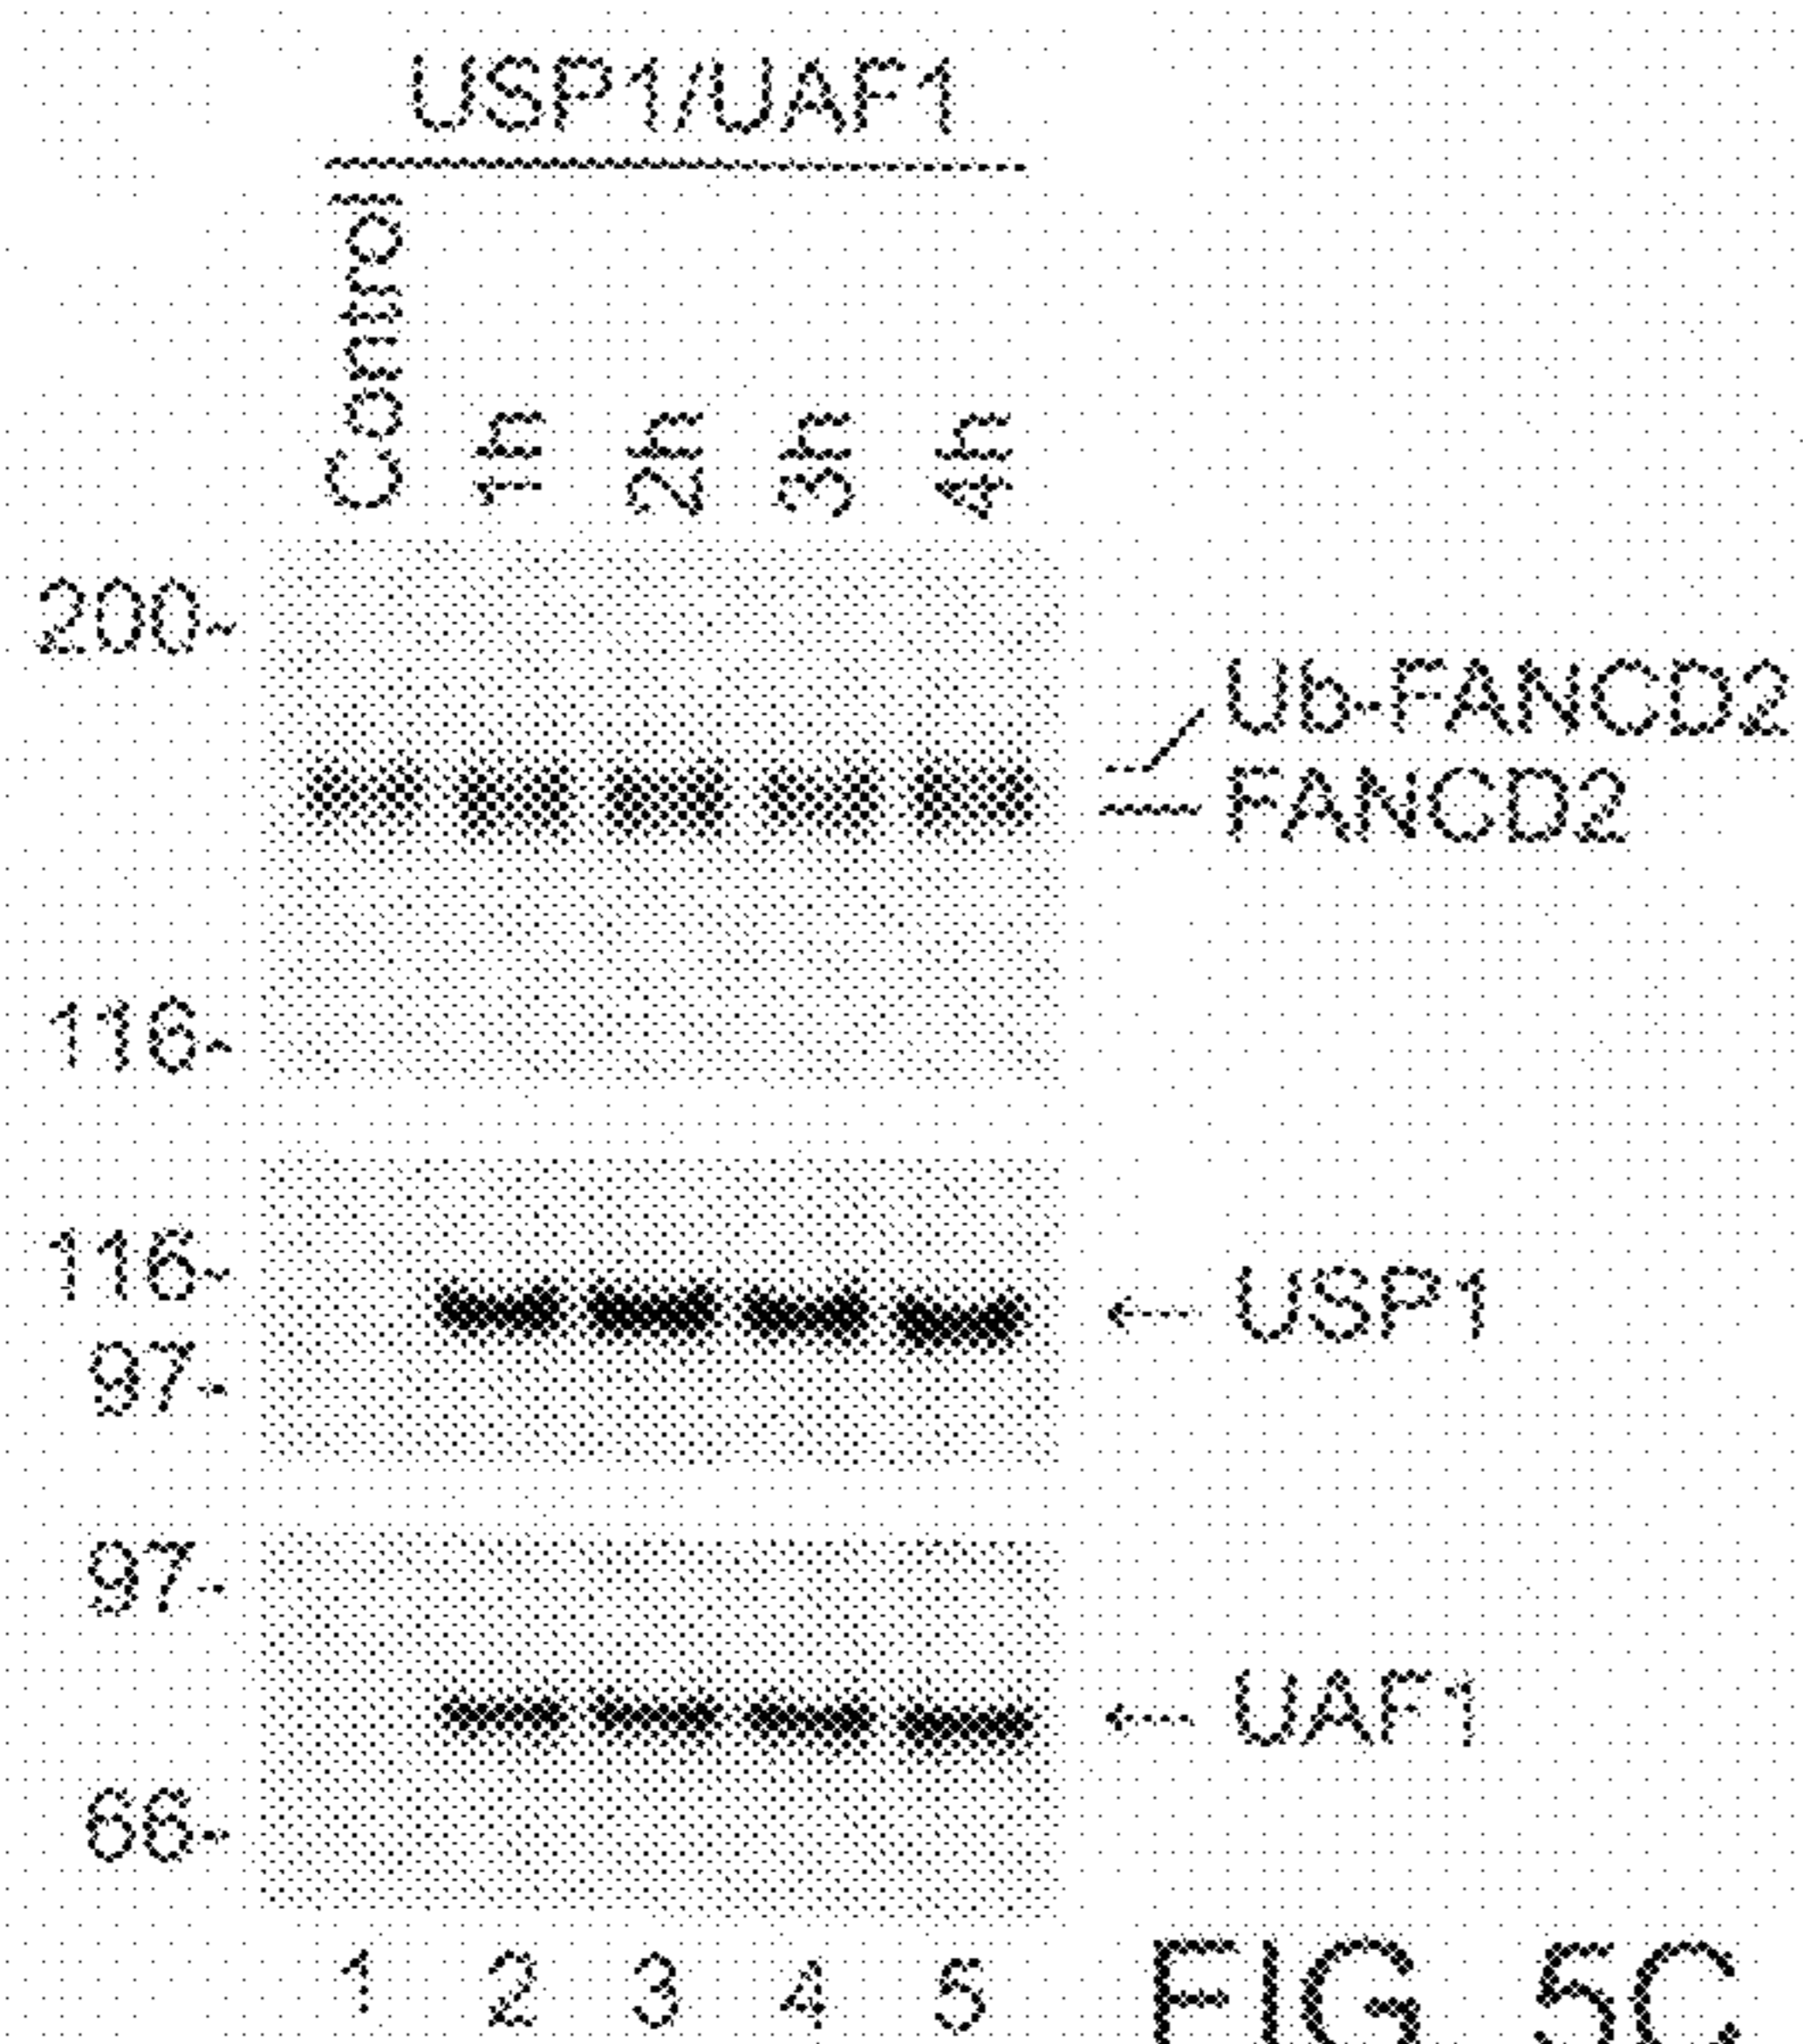 USP1/UAF1
Control
1h
2h
3h
4h
200-
Ub-FANCD2
FANCD2
116-
116-
USP1
97-
97-
UAF1
66-
1 2 3 4 5
FIG. 5C